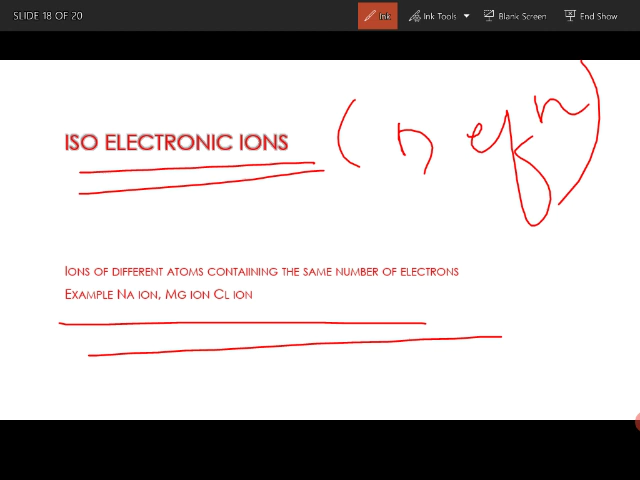 SLIDE 18 OF 20
Ink Ink Tools Blank Screen End Show
ISO ELECTRONIC IONS
IONS OF DIFFERENT ATOMS CONTAIINING THE SAME NUMBER OF ELECTRONS
EXAMPLE NA ION, MG ION CL ION